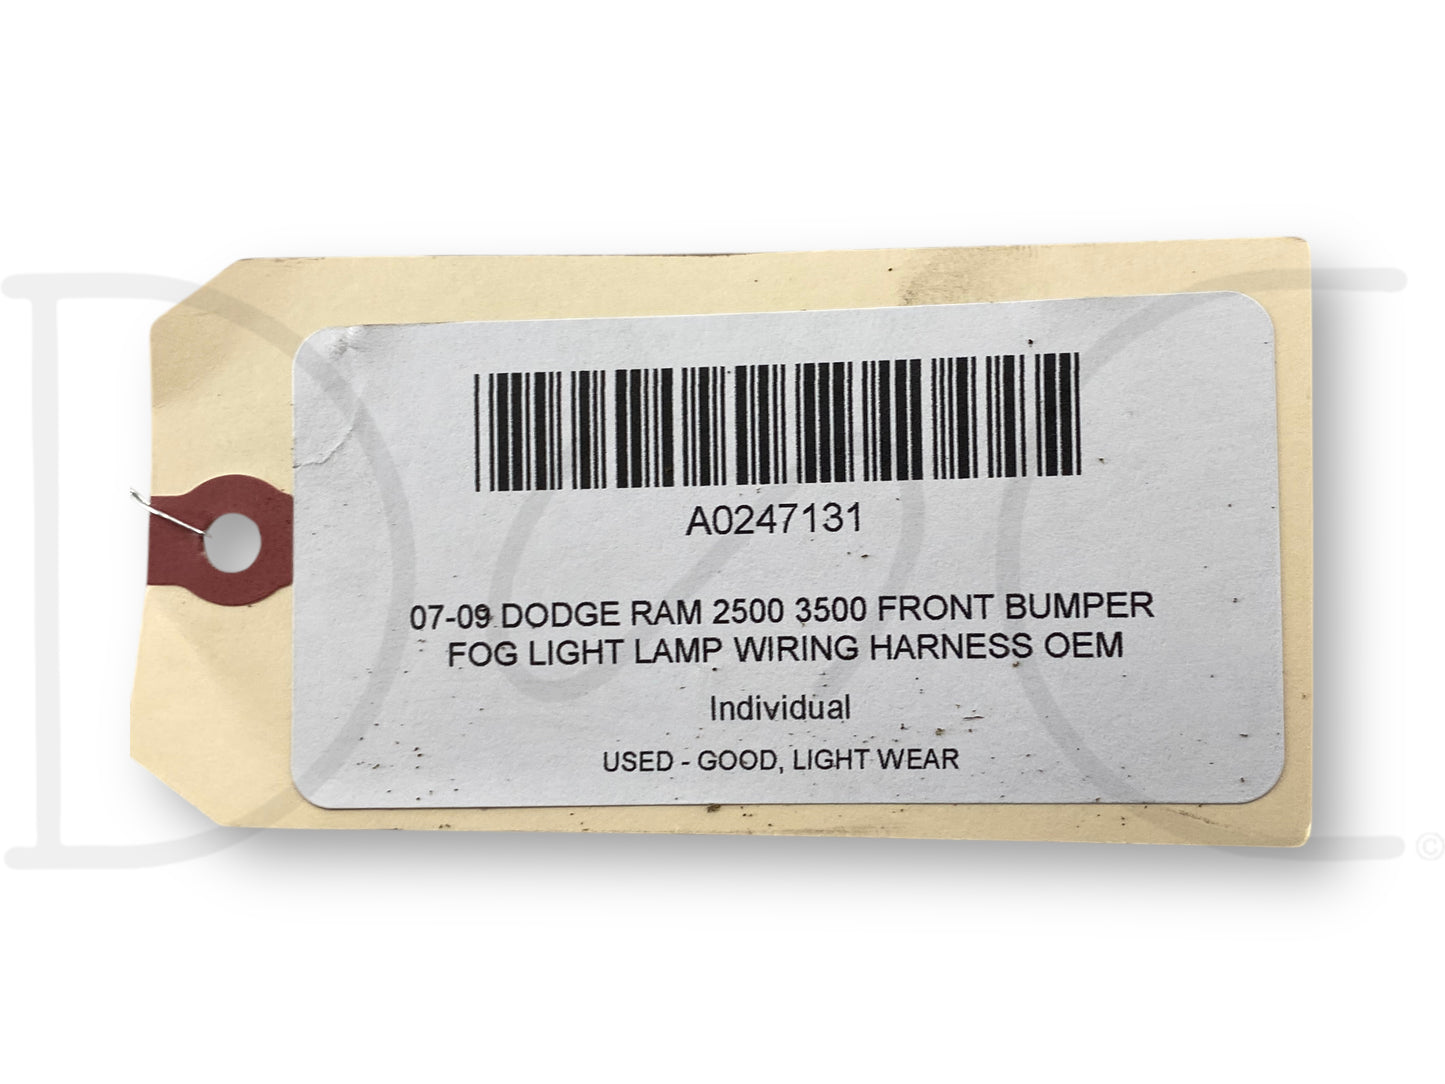 A0247131
07-09 DODGE RAM 2500 3500 FRONT BUMPER
FOG LIGHT LAMP WIRING HARNESS OEM
Individual
USED - GOOD, LIGHT WEAR
©